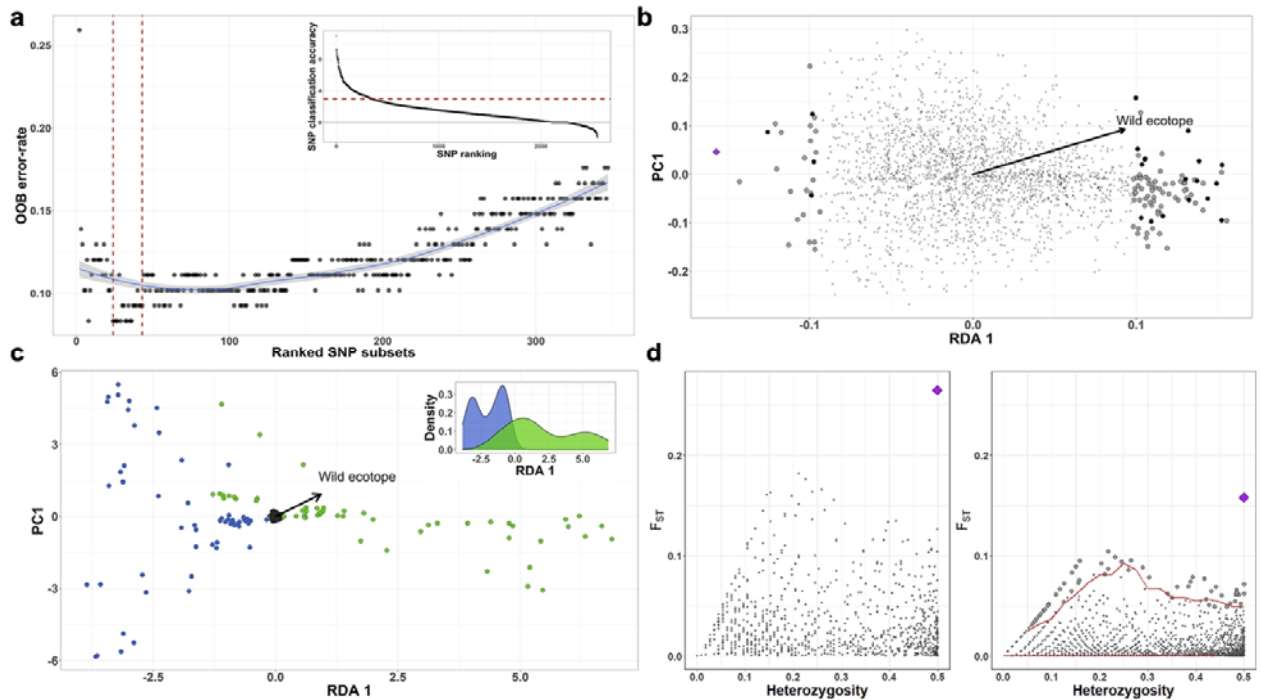 a
0.25
0.20
0.15
0.10
OOB error-rate
0
100
200
300
Ranked SNP subsets
SNP classification accuracy
0
1000
2000
SNP ranking
b
0.3
0.2
0.1
0.0
-0.1
-0.2
PC1
Wild ecotope
-0.1
0.0
0.1
RDA 1
c
6
3
0
-3
-6
PC1
Wild ecotope
-2.5
0.0
2.5
5.0
RDA 1
Density
0.3
0.2
0.1
0.0
-2.5
0.0
2.5
5.0
RDA 1
d
0.2
0.1
0.0
FST
0.0
0.1
0.2
0.3
0.4
0.5
Heterozygosity
0.2
0.1
0.0
FST
0.0
0.1
0.2
0.3
0.4
0.5
Heterozygosity